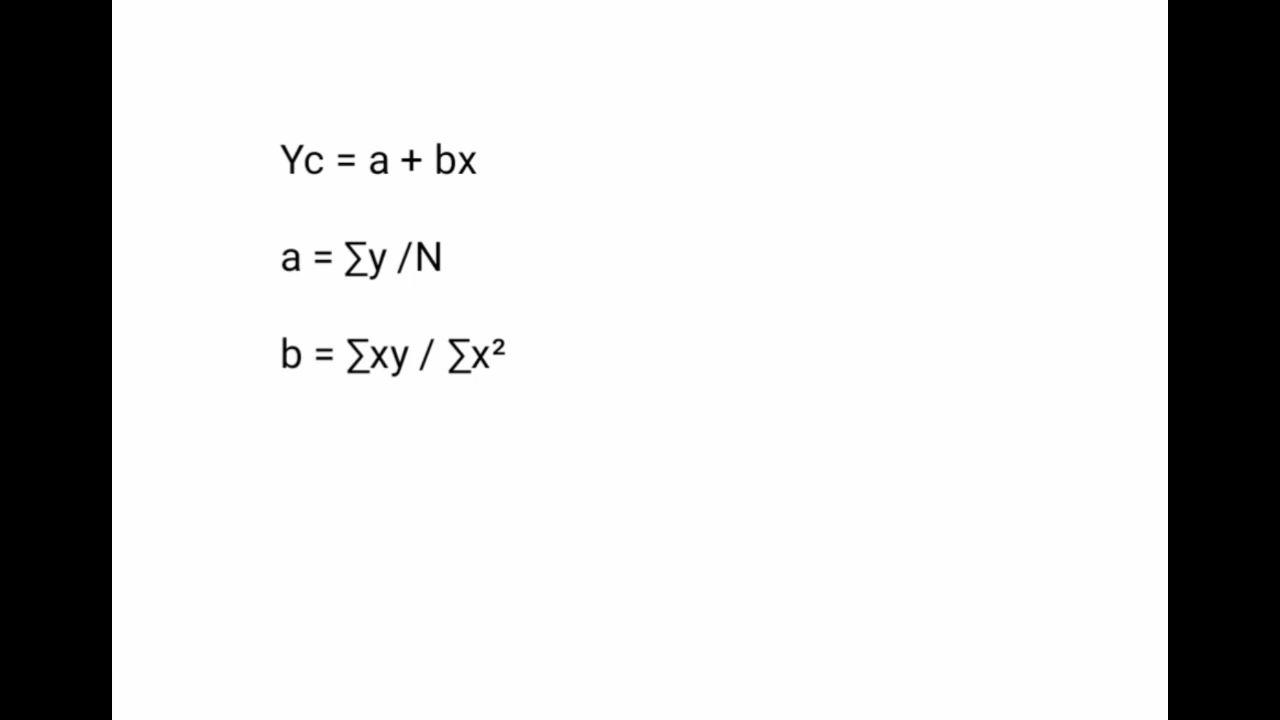 Yc = a + bx
a = ∑y /N
b = ∑xy / ∑x²